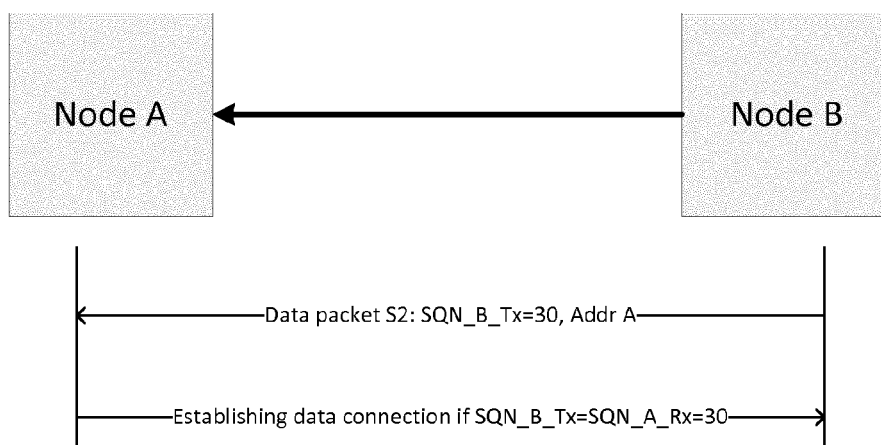 Node A
Node B
Data packet S2: SQN_B_Tx=30, Addr A
Establishing data connection if SQN_B_Tx=SQN_A_Rx=30